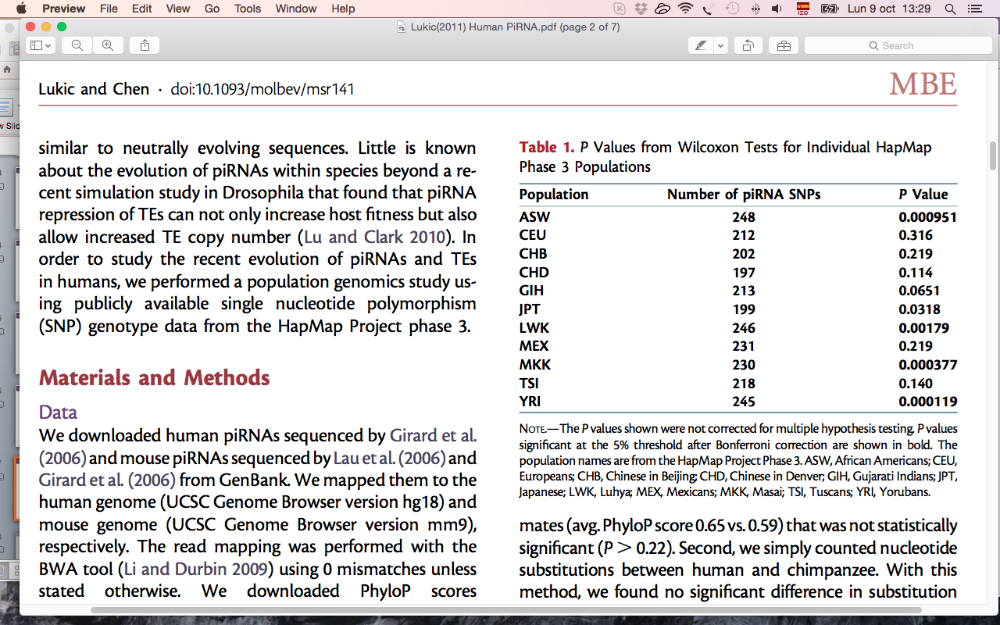 Preview File Edit View Go Tools Window Help
ISO
Lun 9 oct 13:29
Lukic(2011) Human PiRNA.pdf (page 2 of 7)
Search
w Slid
Lukic and Chen · doi:10.1093/molbev/msr141
MBE
similar to neutrally evolving sequences. Little is known
about the evolution of piRNAs within species beyond a re-
cent simulation study in Drosophila that found that piRNA
repression of TEs can not only increase host fitness but also
allow increased TE copy number (Lu and Clark 2010). In
order to study the recent evolution of piRNAs and TEs
in humans, we performed a population genomics study us-
ing publicly available single nucleotide polymorphism
(SNP) genotype data from the HapMap Project phase 3.
Materials and Methods
Data
We downloaded human piRNAs sequenced by Girard et al.
(2006) and mouse piRNAs sequenced by Lau et al. (2006) and
Girard et al. (2006) from GenBank. We mapped them to the
human genome (UCSC Genome Browser version hg18) and
mouse genome (UCSC Genome Browser version mm9),
respectively. The read mapping was performed with the
BWA tool (Li and Durbin 2009) using 0 mismatches unless
stated otherwise. We downloaded PhyloP scores
Table 1. P Values from Wilcoxon Tests for Individual HapMap
Phase 3 Populations
Population Number of piRNA SNPs P Value
ASW 248 0.000951
CEU 212 0.316
CHB 202 0.219
CHD 197 0.114
GIH 213 0.0651
JPT 199 0.0318
LWK 246 0.00179
MEX 231 0.219
MKK 230 0.000377
TSI 218 0.140
YRI 245 0.000119
NOTE.—The P values shown were not corrected for multiple hypothesis testing. P values
significant at the 5% threshold after Bonferroni correction are shown in bold. The
population names are from the HapMap Project Phase 3. ASW, African Americans; CEU,
Europeans; CHB, Chinese in Beijing; CHD, Chinese in Denver; GIH, Gujarati Indians; JPT,
Japanese; LWK, Luhya; MEX, Mexicans; MKK, Masai; TSI, Tuscans; YRI, Yorubans.
mates (avg. PhyloP score 0.65 vs. 0.59) that was not statistically
significant (P > 0.22). Second, we simply counted nucleotide
substitutions between human and chimpanzee. With this
method, we found no significant difference in substitution